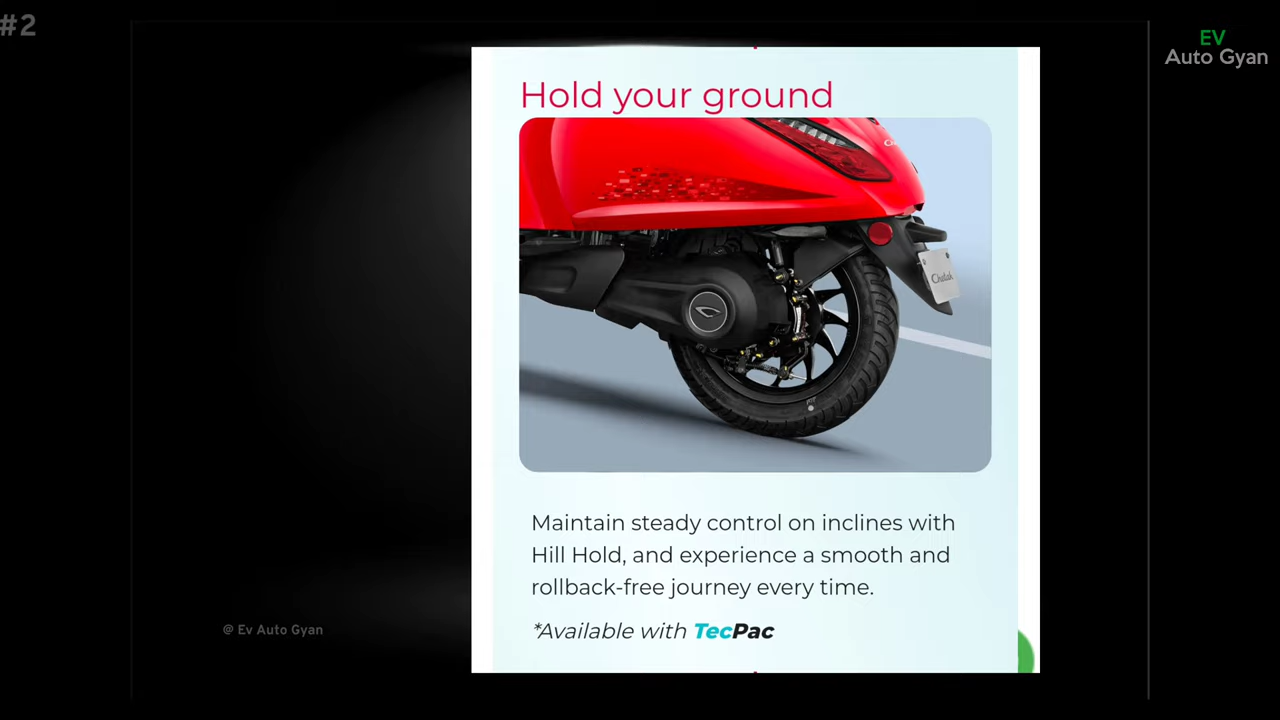 #2
EV
Auto Gyan
Hold your ground
Chetak
Maintain steady control on inclines with
Hill Hold, and experience a smooth and
rollback-free journey every time.
*Available with TecPac
@ Ev Auto Gyan